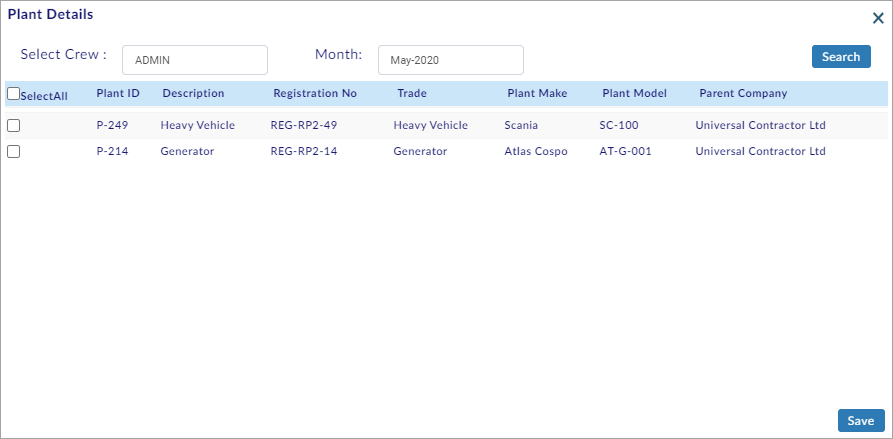 Plant Details
Select Crew : ADMIN Month: May-2020 Search
SelectAll Plant ID Description Registration No Trade Plant Make Plant Model Parent Company
P-249 Heavy Vehicle REG-RP2-49 Heavy Vehicle Scania SC-100 Universal Contractor Ltd
P-214 Generator REG-RP2-14 Generator Atlas Cospo AT-G-001 Universal Contractor Ltd
Save